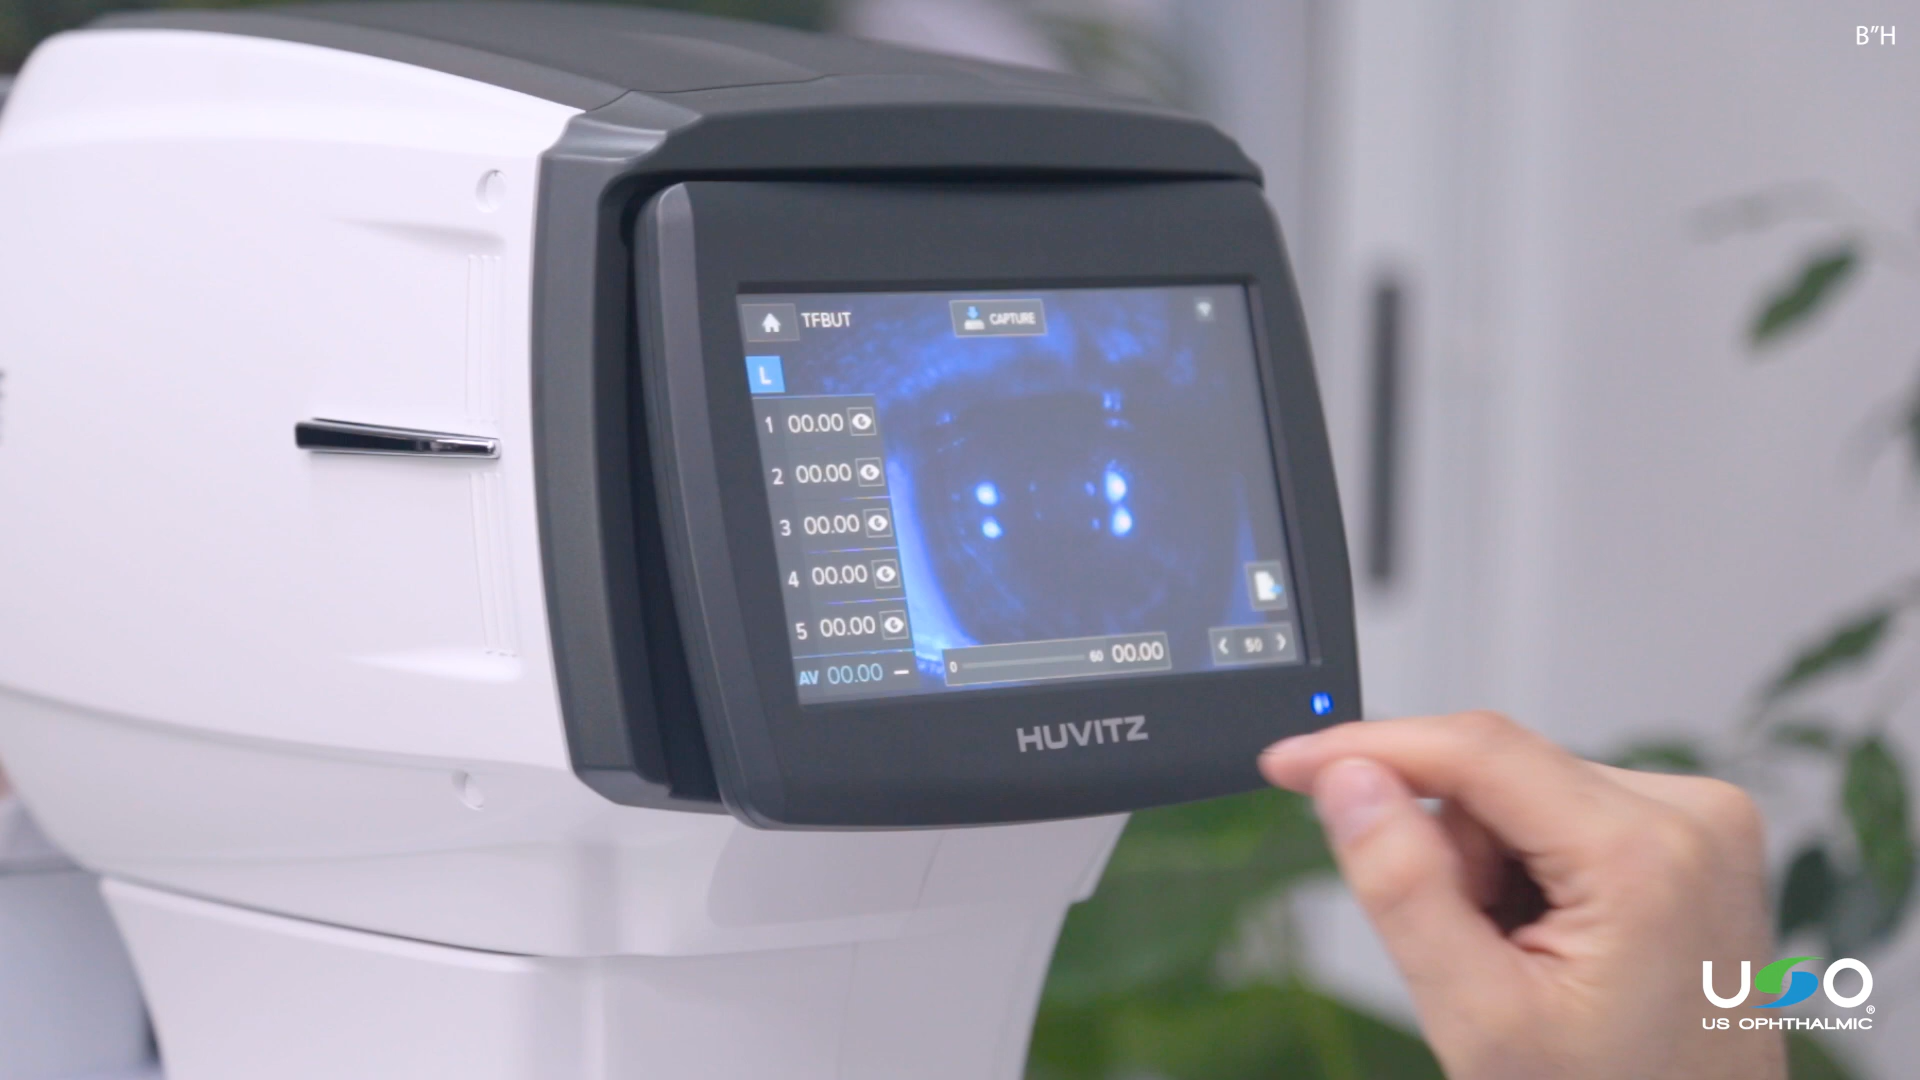 B"H
TFBUT
CAPTURE
L
1 00.00
2 00.00
3 00.00
4 00.00
5 00.00
AV 00.00 –
0 60 00.00
< 50 >
HUVITZ
USO®
US OPHTHALMIC